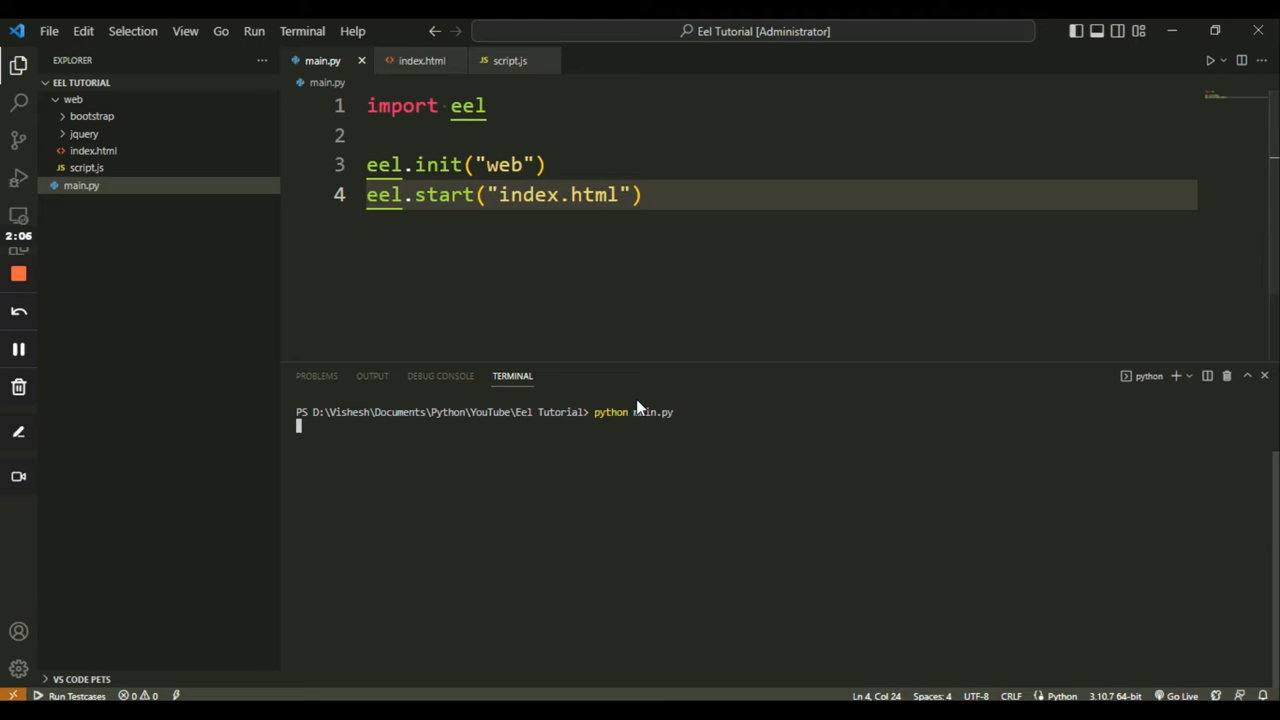 File Edit Selection View Go Run Terminal Help
Eel Tutorial [Administrator]
EXPLORER
EEL TUTORIAL
web
bootstrap
jquery
index.html
script.js
main.py
2:06
VS CODE PETS
main.py index.html script.js
main.py
1 import eel
2
3 eel.init("web")
4 eel.start("index.html")
PROBLEMS OUTPUT DEBUG CONSOLE TERMINAL
python
PS D:\Vishesh\Documents\Python\YouTube\Eel Tutorial> python main.py
Run Testcases 0 0 Ln 4, Col 24 Spaces: 4 UTF-8 CRLF Python 3.10.7 64-bit Go Live